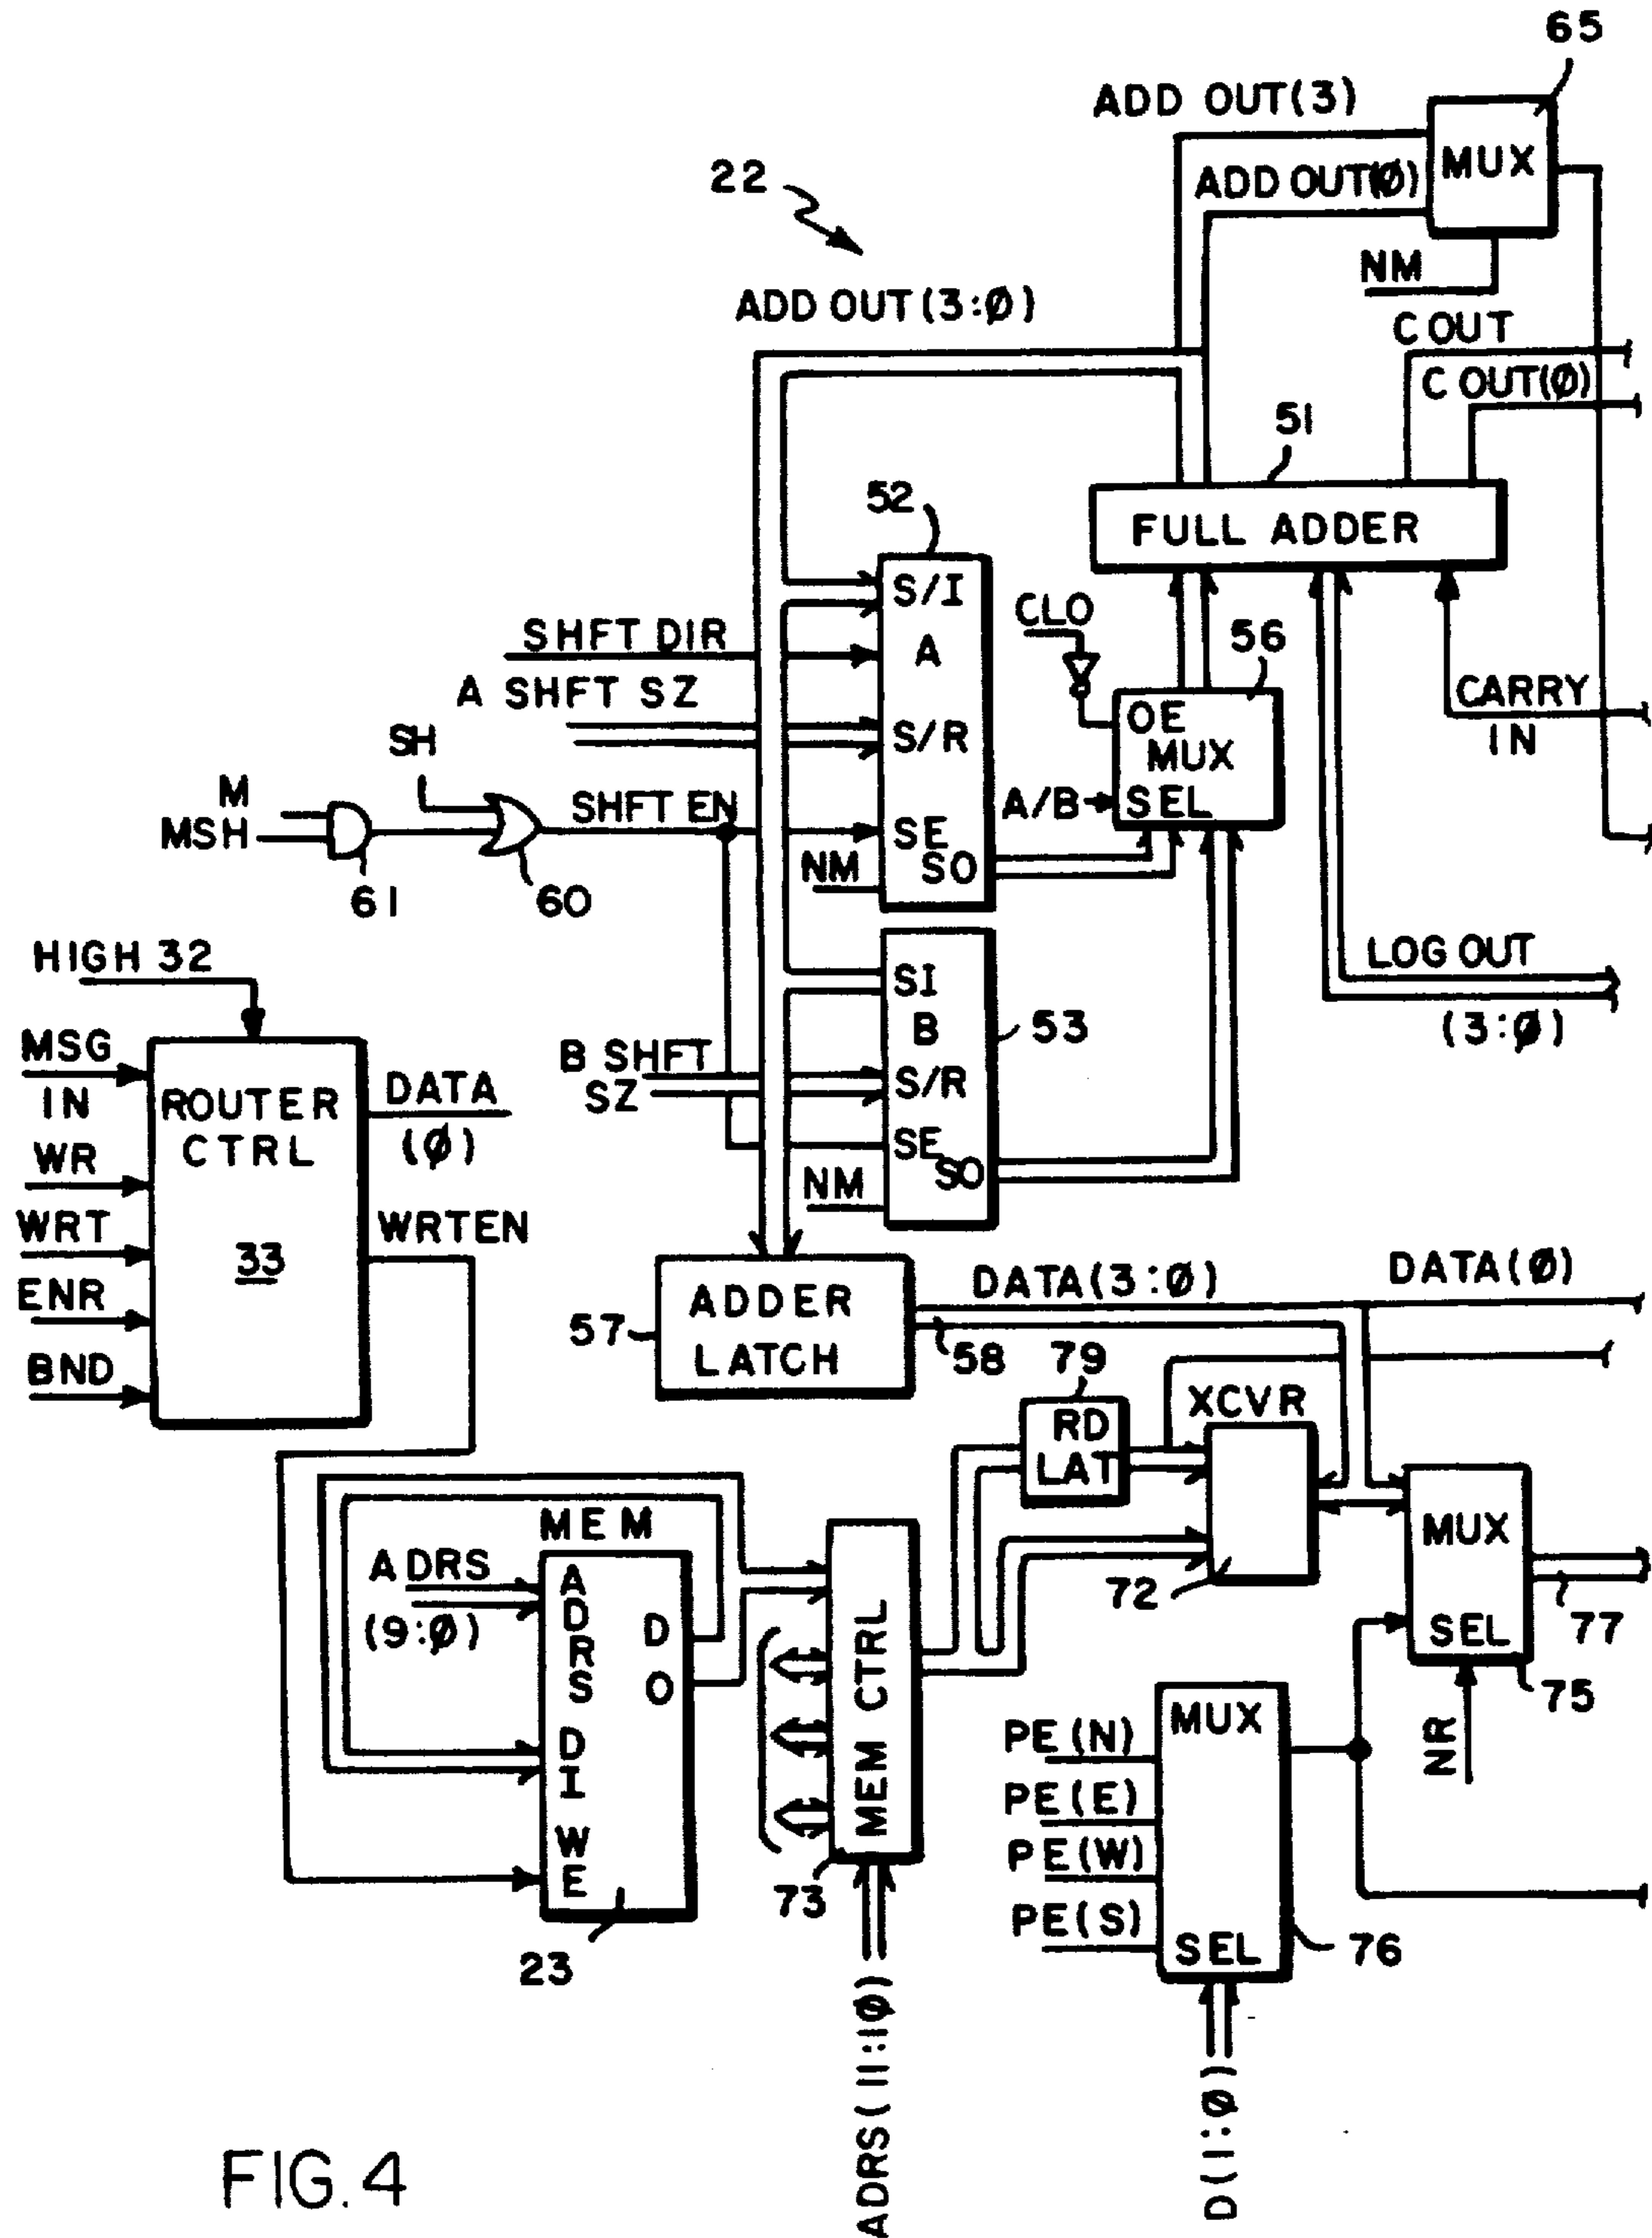 65
ADD OUT(3)
MUX
22
ADD OUT(Ø)
NM
ADD OUT(3:Ø)
C OUT
C OUT(Ø)
51
52
FULL ADDER
S/I
CLO
SHFT DIR
A
56
A SHFT SZ
OE
CARRY
IN
SH
S/R
MUX
M
SHFT EN
A/B
SEL
MSH
SE
NM
SO
61
60
HIGH 32
LOG OUT
(3:Ø)
SI
MSG
IN
B
53
B SHFT
SZ
S/R
ROUTER
CTRL
DATA
(Ø)
WR
SE
SO
NM
WRT
WRTEN
33
DATA(3:Ø)
DATA(Ø)
ENR
ADDER
LATCH
57
58
79
BND
XCVR
RD
LAT
MEM
MUX
ADRS
(9:Ø)
ADRS
DO
72
77
SEL
MEM CTRL
MUX
75
DI
PE(N)
NR
PE(E)
WE
PE(W)
73
PE(S)
SEL
76
23
ADRS(11:1Ø)
D(1:Ø)
FIG. 4